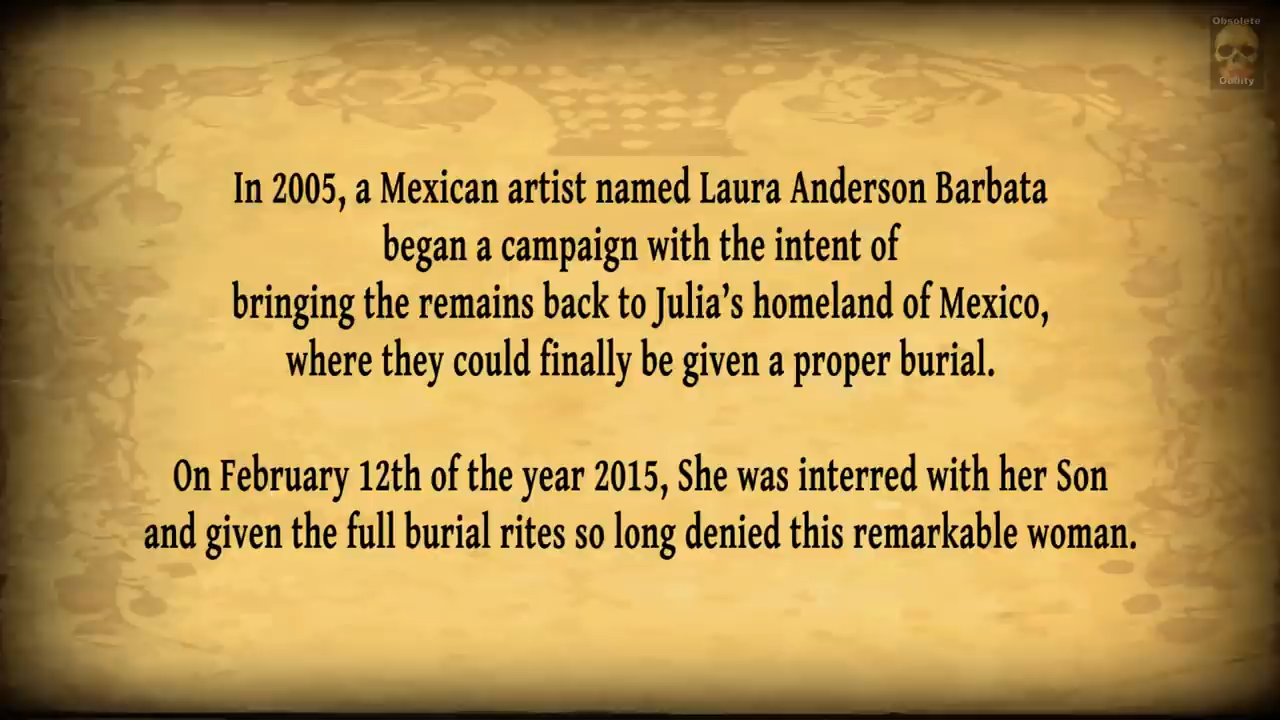 Obsolete
Oddity
In 2005, a Mexican artist named Laura Anderson Barbata
began a campaign with the intent of
bringing the remains back to Julia’s homeland of Mexico,
where they could finally be given a proper burial.
On February 12th of the year 2015, She was interred with her Son
and given the full burial rites so long denied this remarkable woman.